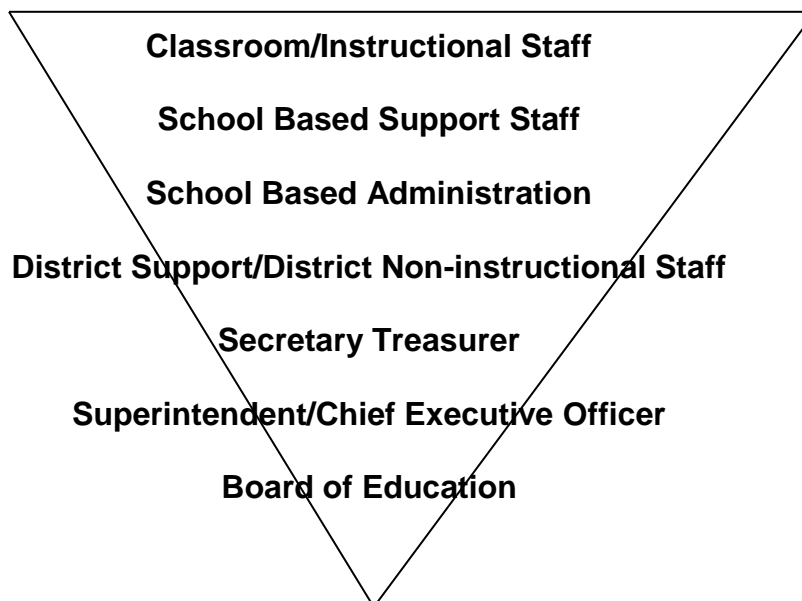 Classroom/Instructional Staff
School Based Support Staff
School Based Administration
District Support/District Non-instructional Staff
Secretary Treasurer
Superintendent/Chief Executive Officer
Board of Education